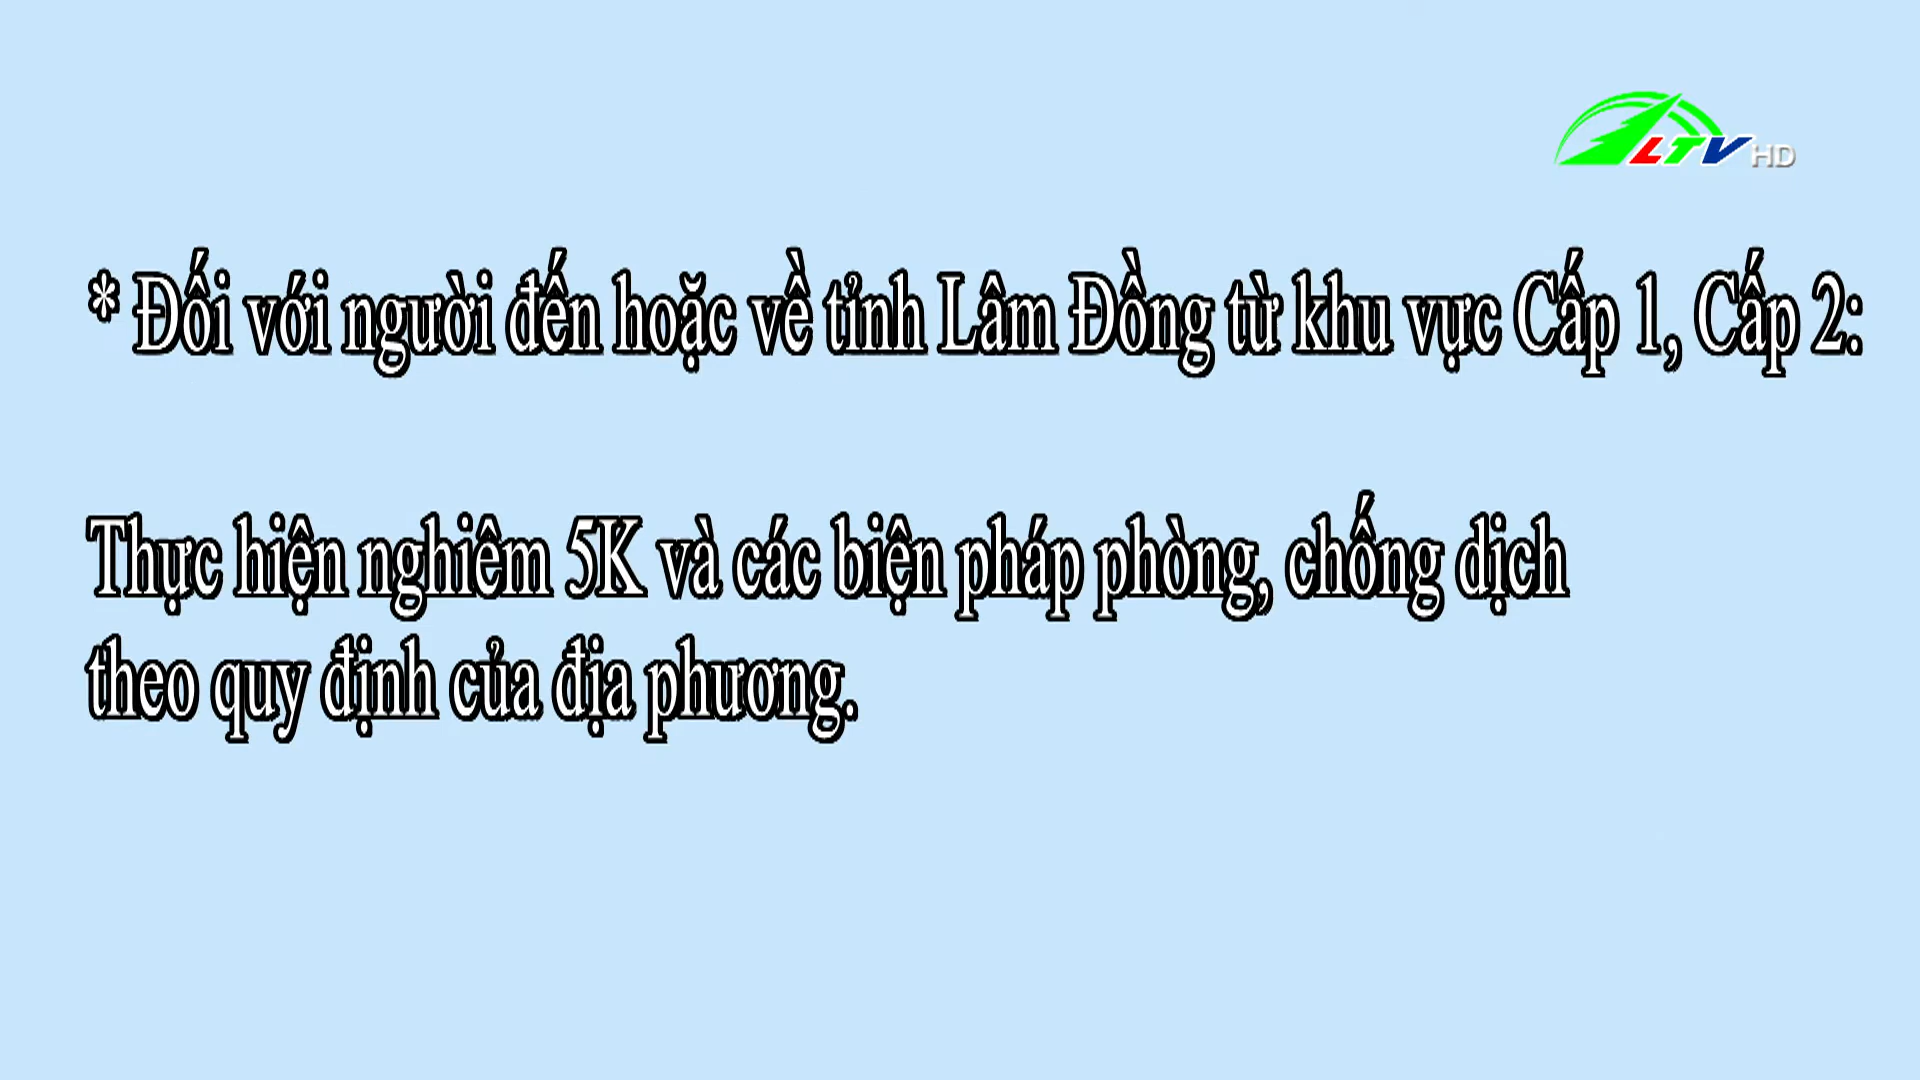 LTV HD
* Đối với người đến hoặc về tỉnh Lâm Đồng từ khu vực Cấp 1, Cấp 2:
Thực hiện nghiêm 5K và các biện pháp phòng, chống dịch
theo quy định của địa phương.